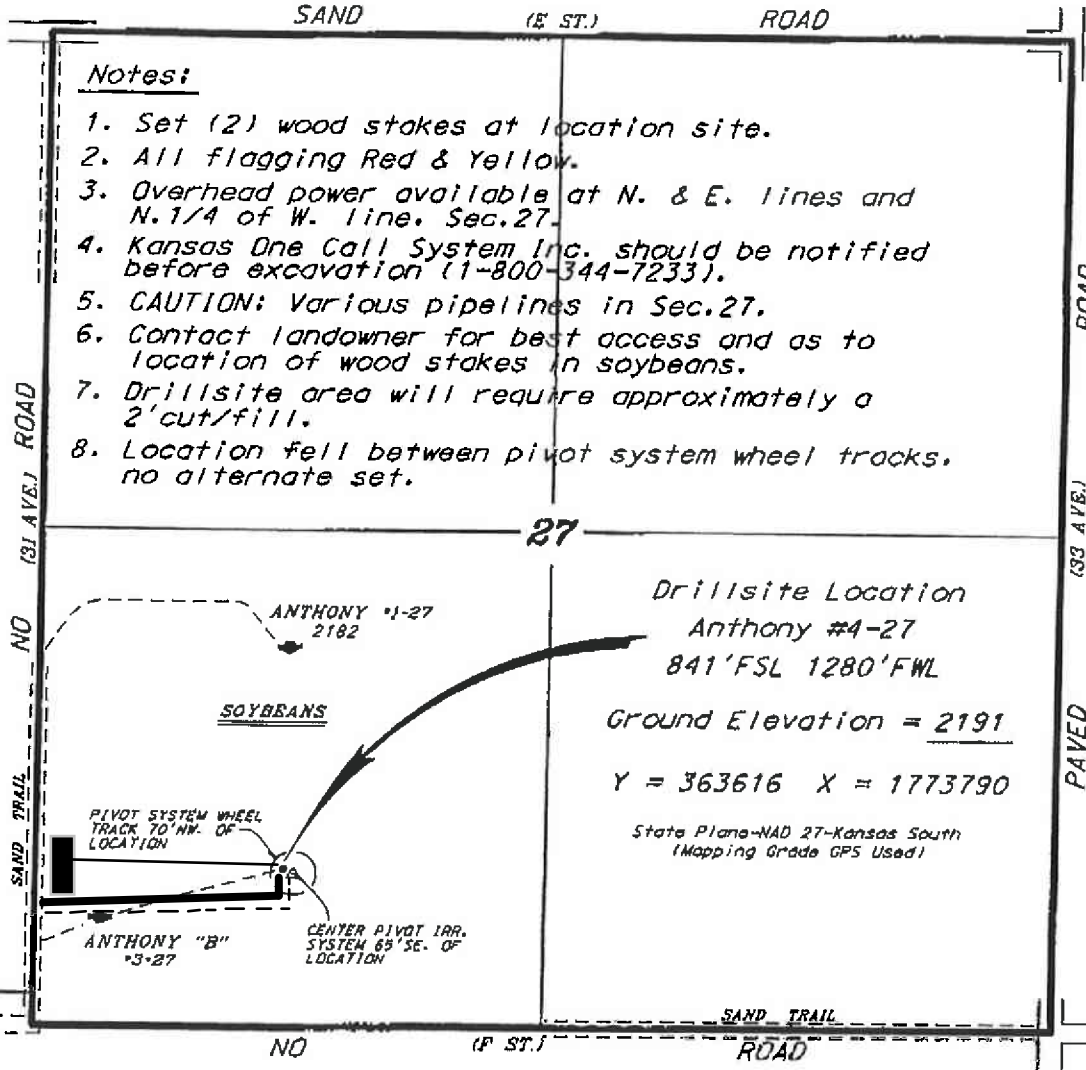 SAND (E ST.) ROAD
Notes:
1. Set (2) wood stakes at location site.
2. All flagging Red & Yellow.
3. Overhead power available at N. & E. lines and
N.1/4 of W. line. Sec.27.
4. Kansas One Call System Inc. should be notified
before excavation (1-800-344-7233).
5. CAUTION: Various pipelines in Sec.27.
6. Contact landowner for best access and as to
location of wood stakes in soybeans.
7. Drillsite area will require approximately a
2'cut/fill.
8. Location fell between pivot system wheel tracks.
no alternate set.
NO (31 AVE.) ROAD
PAVED (33 AVE.) ROAD
27
ANTHONY #1-27
2182
SOYBEANS
Drillsite Location
Anthony #4-27
841'FSL 1280'FWL
Ground Elevation = 2191
Y = 363616 X = 1773790
State Plane-NAD 27-Kansas South
(Mapping Grade GPS Used)
PIVOT SYSTEM WHEEL
TRACK 70'NW. OF
LOCATION
SAND TRAIL
ANTHONY "B"
#3-27
CENTER PIVOT IRR.
SYSTEM 65'SE. OF
LOCATION
SAND TRAIL
NO (F ST.) ROAD